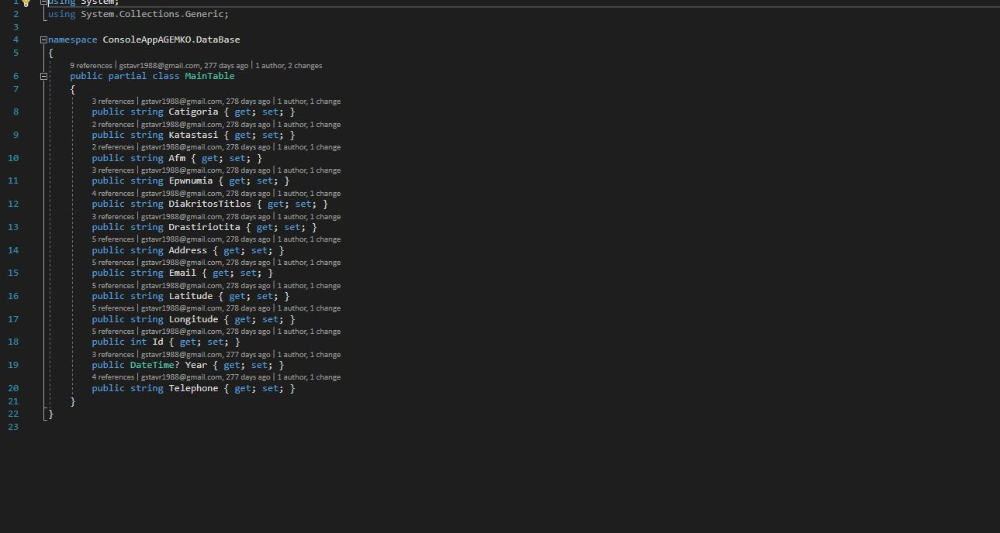 1 using System;
2 using System.Collections.Generic;
3
4 namespace ConsoleAppAGEMKO.DataBase
5 {
9 references | gstavr1988@gmail.com, 277 days ago | 1 author, 2 changes
6 public partial class MainTable
7 {
3 references | gstavr1988@gmail.com, 278 days ago | 1 author, 1 change
8 public string Catigoria { get; set; }
2 references | gstavr1988@gmail.com, 278 days ago | 1 author, 1 change
9 public string Katastasi { get; set; }
2 references | gstavr1988@gmail.com, 278 days ago | 1 author, 1 change
10 public string Afm { get; set; }
3 references | gstavr1988@gmail.com, 278 days ago | 1 author, 1 change
11 public string Epwnumia { get; set; }
4 references | gstavr1988@gmail.com, 278 days ago | 1 author, 1 change
12 public string DiakritosTitlos { get; set; }
3 references | gstavr1988@gmail.com, 278 days ago | 1 author, 1 change
13 public string Drastiriotita { get; set; }
5 references | gstavr1988@gmail.com, 278 days ago | 1 author, 1 change
14 public string Address { get; set; }
5 references | gstavr1988@gmail.com, 278 days ago | 1 author, 1 change
15 public string Email { get; set; }
5 references | gstavr1988@gmail.com, 278 days ago | 1 author, 1 change
16 public string Latitude { get; set; }
5 references | gstavr1988@gmail.com, 278 days ago | 1 author, 1 change
17 public string Longitude { get; set; }
5 references | gstavr1988@gmail.com, 278 days ago | 1 author, 1 change
18 public int Id { get; set; }
3 references | gstavr1988@gmail.com, 277 days ago | 1 author, 1 change
19 public DateTime? Year { get; set; }
4 references | gstavr1988@gmail.com, 277 days ago | 1 author, 1 change
20 public string Telephone { get; set; }
21 }
22 }
23